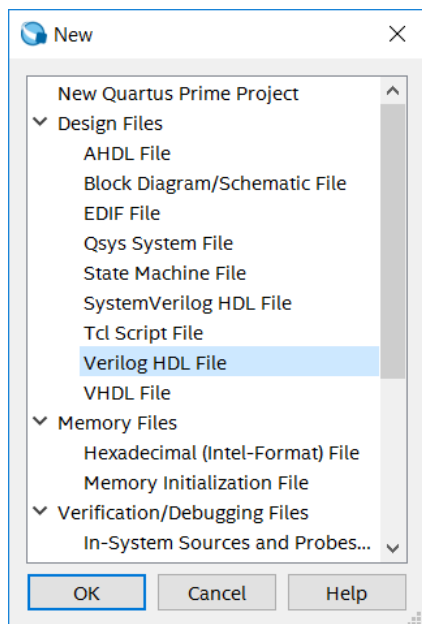 New
New Quartus Prime Project
Design Files
AHDL File
Block Diagram/Schematic File
EDIF File
Qsys System File
State Machine File
SystemVerilog HDL File
Tcl Script File
Verilog HDL File
VHDL File
Memory Files
Hexadecimal (Intel-Format) File
Memory Initialization File
Verification/Debugging Files
In-System Sources and Probes...
OK Cancel Help